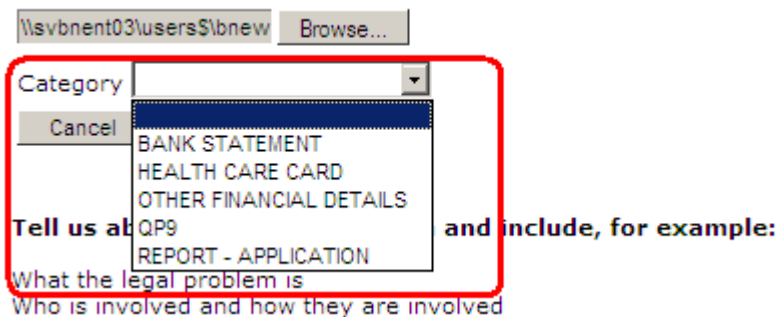 \\svbnent03\users$\bnew Browse...
Category
Cancel
BANK STATEMENT
HEALTH CARE CARD
OTHER FINANCIAL DETAILS
QP9
REPORT - APPLICATION
Tell us ab and include, for example:
What the legal problem is
Who is involved and how they are involved